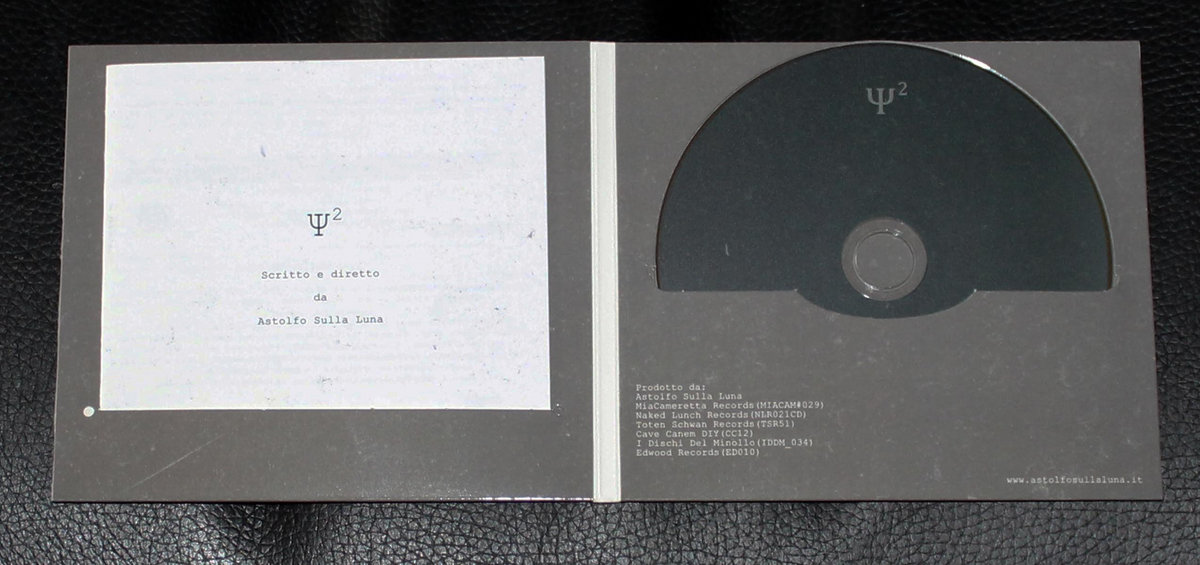 Ψ²
Scritto e diretto
da
Astolfo Sulla Luna
Ψ²
Prodotto da:
Astolfo Sulla Luna
MiaCameretta Records(MIACAM#029)
Naked Lunch Records(NLR021CD)
Toten Schwan Records(TSR51)
Cave Canem DIY(CC12)
I Dischi Del Minollo(IDDM_034)
Edwood Records(ED010)
www.astolfosullaluna.it